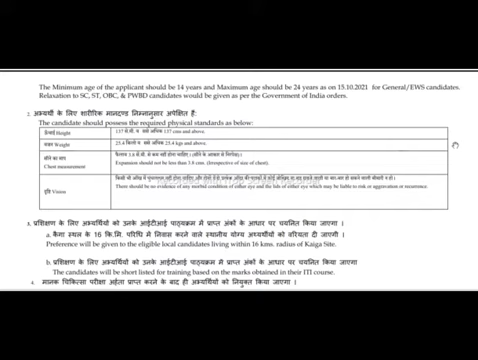 The Minimum age of the applicant should be 14 years and Maximum age should be 24 years as on 15.10.2021 for General/EWS candidates.
Relaxation to SC, ST, OBC, & PWBD candidates would be given as per the Government of India orders.
2. अभ्यर्थी के लिए शारीरिक मानदण्ड निम्नानुसार अपेक्षित हैं:
The candidate should possess the required physical standards as below:
ऊँचाई Height
137 से.मी. व उससे अधिक 137 cms and above.
वजन Weight
25.4 किलो व उससे अधिक 25.4 kgs and above.
सीने का माप
Chest measurement
फैलाव 3.8 सें.मी. से कम नहीं होना चाहिए। (सीने के आकार से निरपेक्ष)
Expansion should not be less than 3.8 cms. (Irrespective of size of chest).
दृष्टि Vision
There should be no evidence of any morbid condition of either eye and the lids of either eye which may be liable to risk or aggravation or recurrence.
3. प्रशिक्षण के लिए अभ्यर्थियों को उनके आईटीआई पाठ्यक्रम में प्राप्त अंकों के आधार पर चयनित किया जाएगा ।
a. कैगा स्थल के 16 कि.मि. परिधि में निवास करने वाले स्थानीय योग्य अभ्यर्थियों को वरियता दी जाएगी ।
Preference will be given to the eligible local candidates living within 16 kms. radius of Kaiga Site.
b. प्रशिक्षण के लिए अभ्यर्थियों को उनके आईटीआई पाठ्यक्रम में प्राप्त अंकों के आधार पर चयनित किया जाएगा
The candidates will be short listed for training based on the marks obtained in their ITI course.
4. मानक चिकित्सा परीक्षा अर्हता प्राप्त करने के बाद ही अभ्यर्थियों को नियुक्त किया जाएगा ।